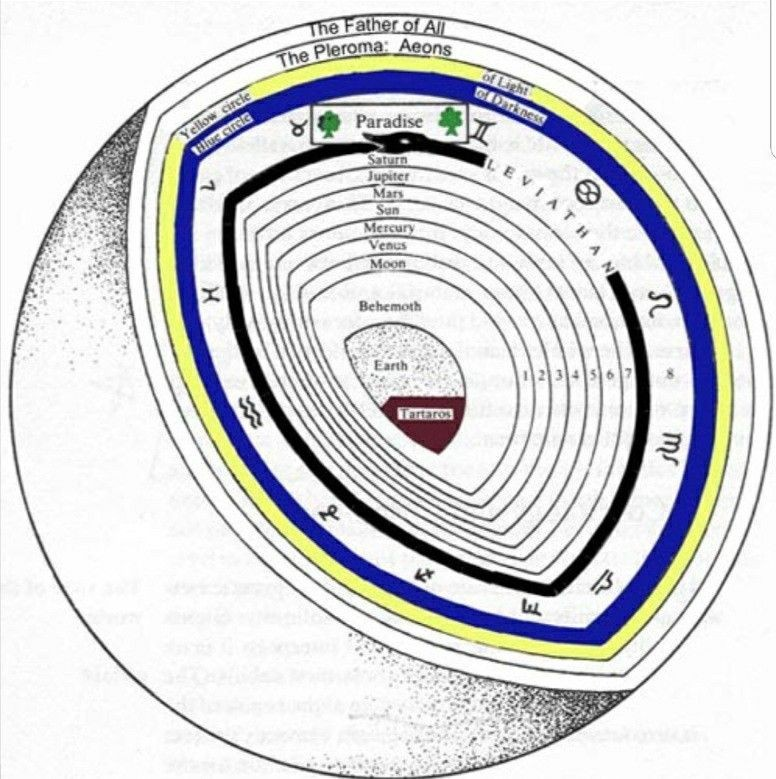 The Father of All
The Pleroma: Aeons
Yellow circle
of Light
Blue circle
of Darkness
♉
Paradise
♊
Saturn
LEVIATHAN
Jupiter
♈
♋
Mars
Sun
Mercury
Venus
Moon
♓
♌
Behemoth
Earth
1 2 3 4 5 6 7 8
♒
Tartaros
♍
♑
♐
♎
♏